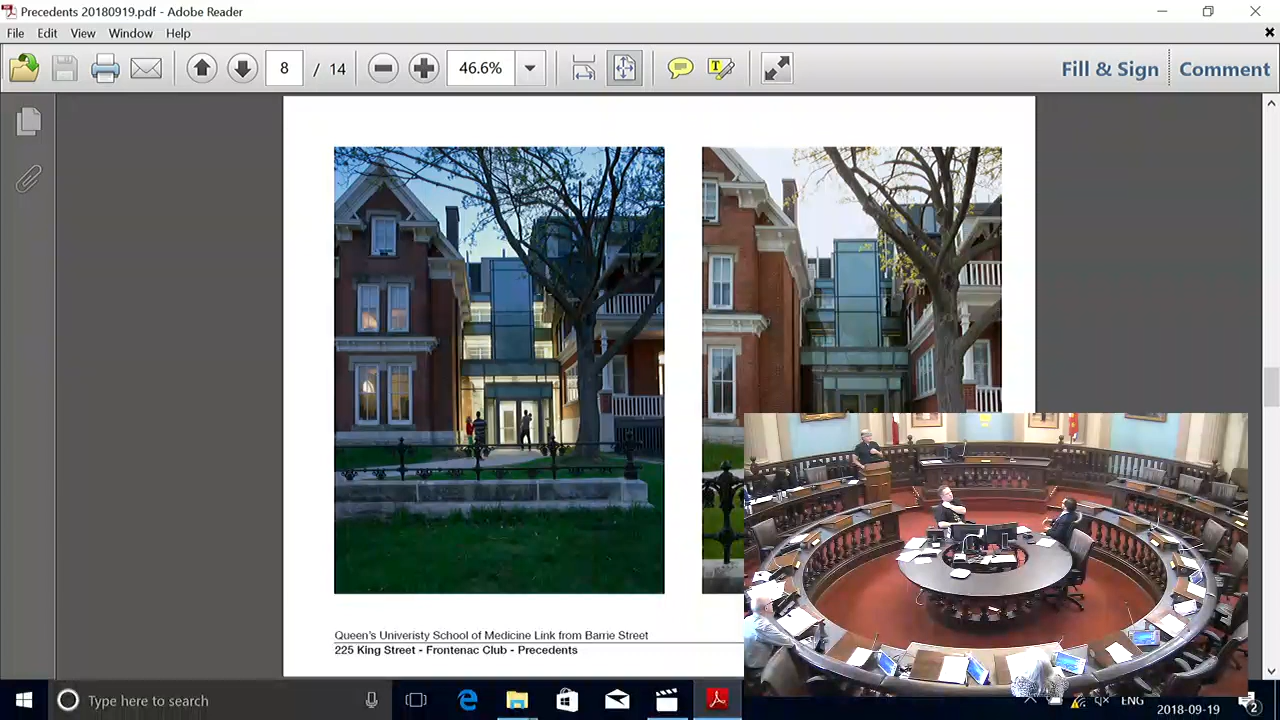 Precedents 20180919.pdf - Adobe Reader
File Edit View Window Help
8 / 14 46.6% Fill & Sign Comment
Queen's Univeristy School of Medicine Link from Barrie Street
225 King Street - Frontenac Club - Precedents
Type here to search
ENG
2018-09-19
2